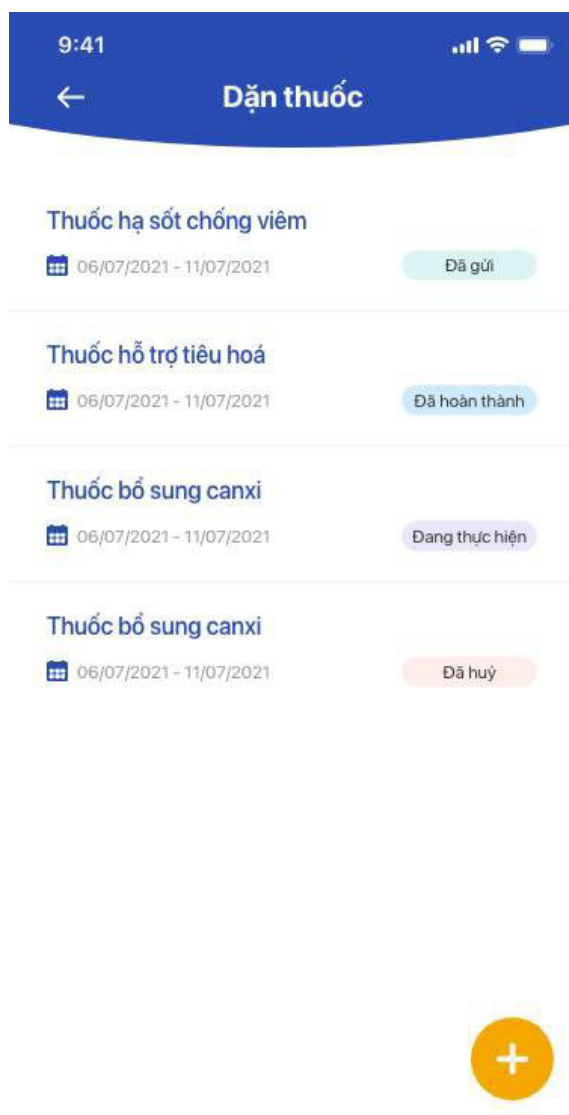 9:41
Dặn thuốc
Thuốc hạ sốt chống viêm
06/07/2021 - 11/07/2021
Đã gửi
Thuốc hỗ trợ tiêu hoá
06/07/2021 - 11/07/2021
Đã hoàn thành
Thuốc bổ sung canxi
06/07/2021 - 11/07/2021
Đang thực hiện
Thuốc bổ sung canxi
06/07/2021 - 11/07/2021
Đã huỷ